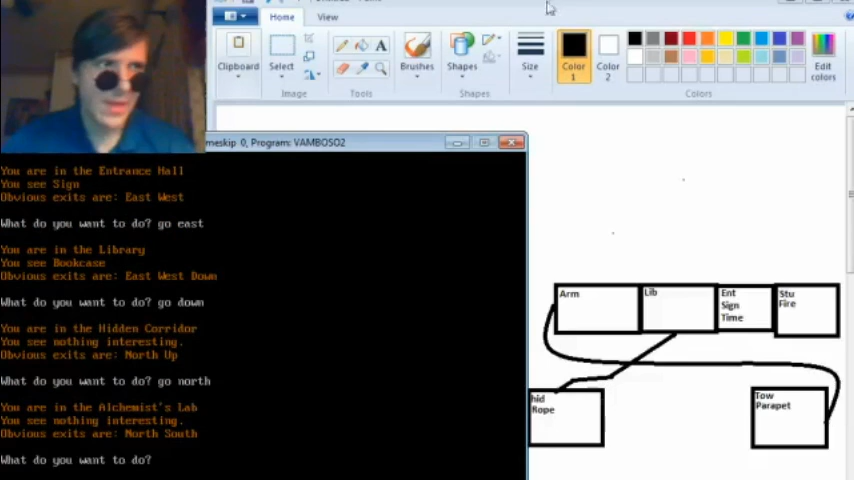 Home
View
Clipboard
Select
Image
Tools
Brushes
Shapes
Shapes
Size
Color
1
Color
2
Edit
colors
Colors
meskip 0, Program: VAMBOSO2
You are in the Entrance Hall
You see Sign
Obvious exits are: East West
What do you want to do? go east
You are in the Library
You see Bookcase
Obvious exits are: East West Down
What do you want to do? go down
You are in the Hidden Corridor
You see nothing interesting.
Obvious exits are: North Up
What do you want to do? go north
You are in the Alchemist's Lab
You see nothing interesting.
Obvious exits are: North South
What do you want to do?
Arm
Lib
Ent
Sign
Time
Stu
Fire
hid
Rope
Tow
Parapet